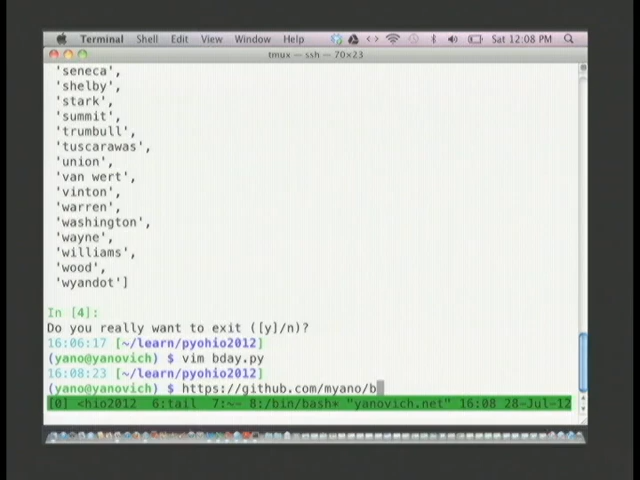 Terminal Shell Edit View Window Help Sat 12:08 PM
tmux — ssh — 70×23
'seneca',
'shelby',
'stark',
'summit',
'trumbull',
'tuscarawas',
'union',
'van wert',
'vinton',
'warren',
'washington',
'wayne',
'williams',
'wood',
'wyandot']
In [4]:
Do you really want to exit ([y]/n)?
16:06:17 [~/learn/pyohio2012]
(yano@yanovich) $ vim bday.py
16:08:23 [~/learn/pyohio2012]
(yano@yanovich) $ https://github.com/myano/b
[0] <hio2012 6:tail 7:~- 8:/bin/bash* "yanovich.net" 16:08 28-Jul-12